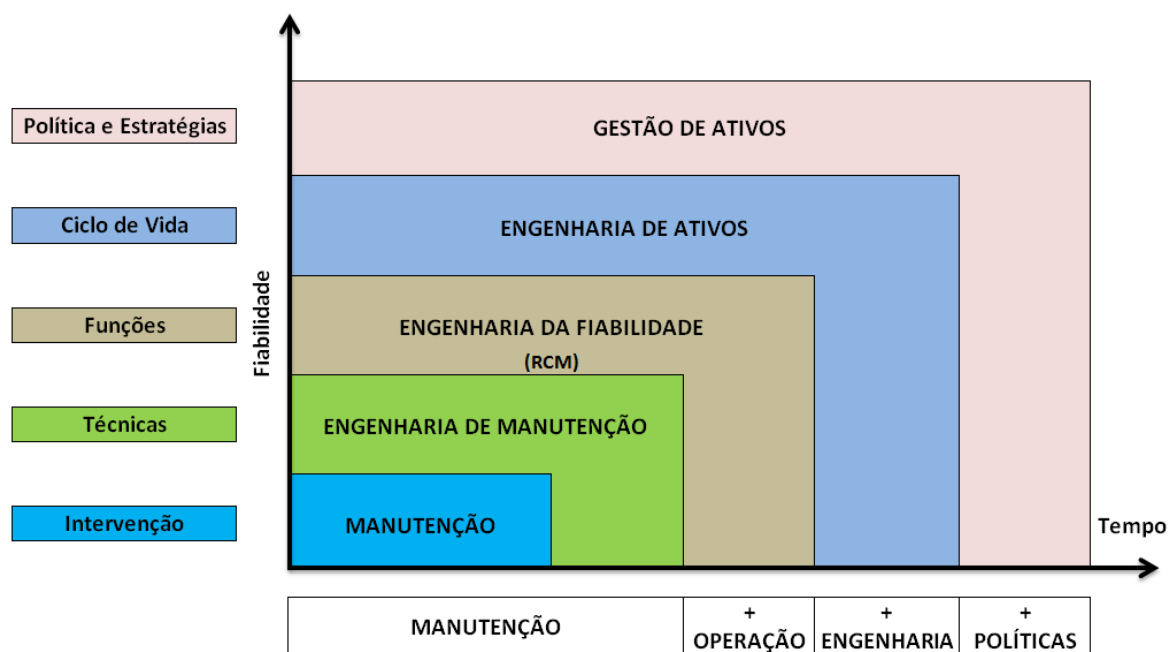 Política e Estratégias
GESTÃO DE ATIVOS
Ciclo de Vida
ENGENHARIA DE ATIVOS
Fiabilidade
Funções
ENGENHARIA DA FIABILIDADE
(RCM)
Técnicas
ENGENHARIA DE MANUTENÇÃO
Intervenção
MANUTENÇÃO
Tempo
MANUTENÇÃO
+
OPERAÇÃO
+
ENGENHARIA
+
POLÍTICAS